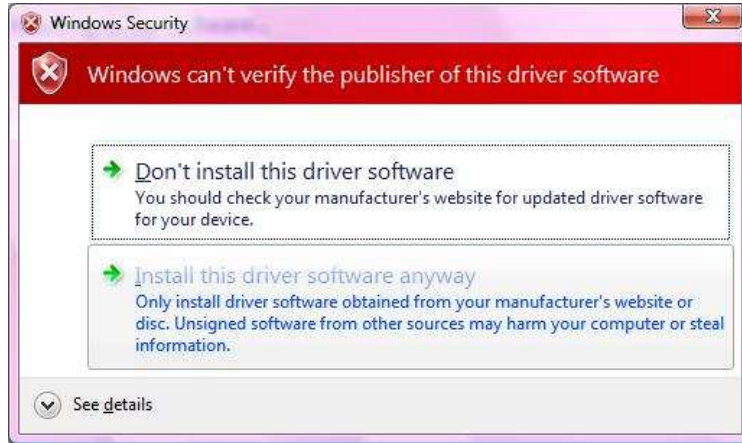 Windows Security
Windows can't verify the publisher of this driver software
Don't install this driver software
You should check your manufacturer's website for updated driver software
for your device.
Install this driver software anyway
Only install driver software obtained from your manufacturer's website or
disc. Unsigned software from other sources may harm your computer or steal
information.
See details